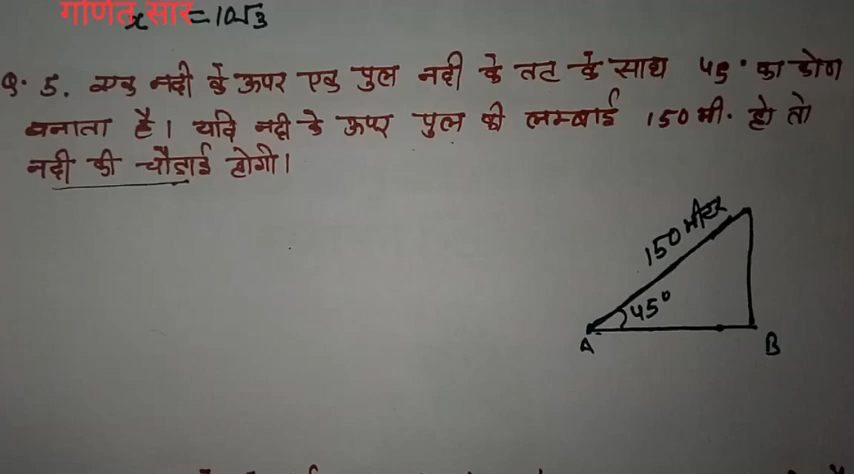 गणित सार
x = 10√3
Q. 5. एक नदी के ऊपर एक पुल नदी के तट के साथ 45° का कोण
बनाता है। यदि नदी के ऊपर पुल की लम्बाई 150 मी. हो तो
नदी की चौडाई होगी।
150 मीटर
45°
A
B